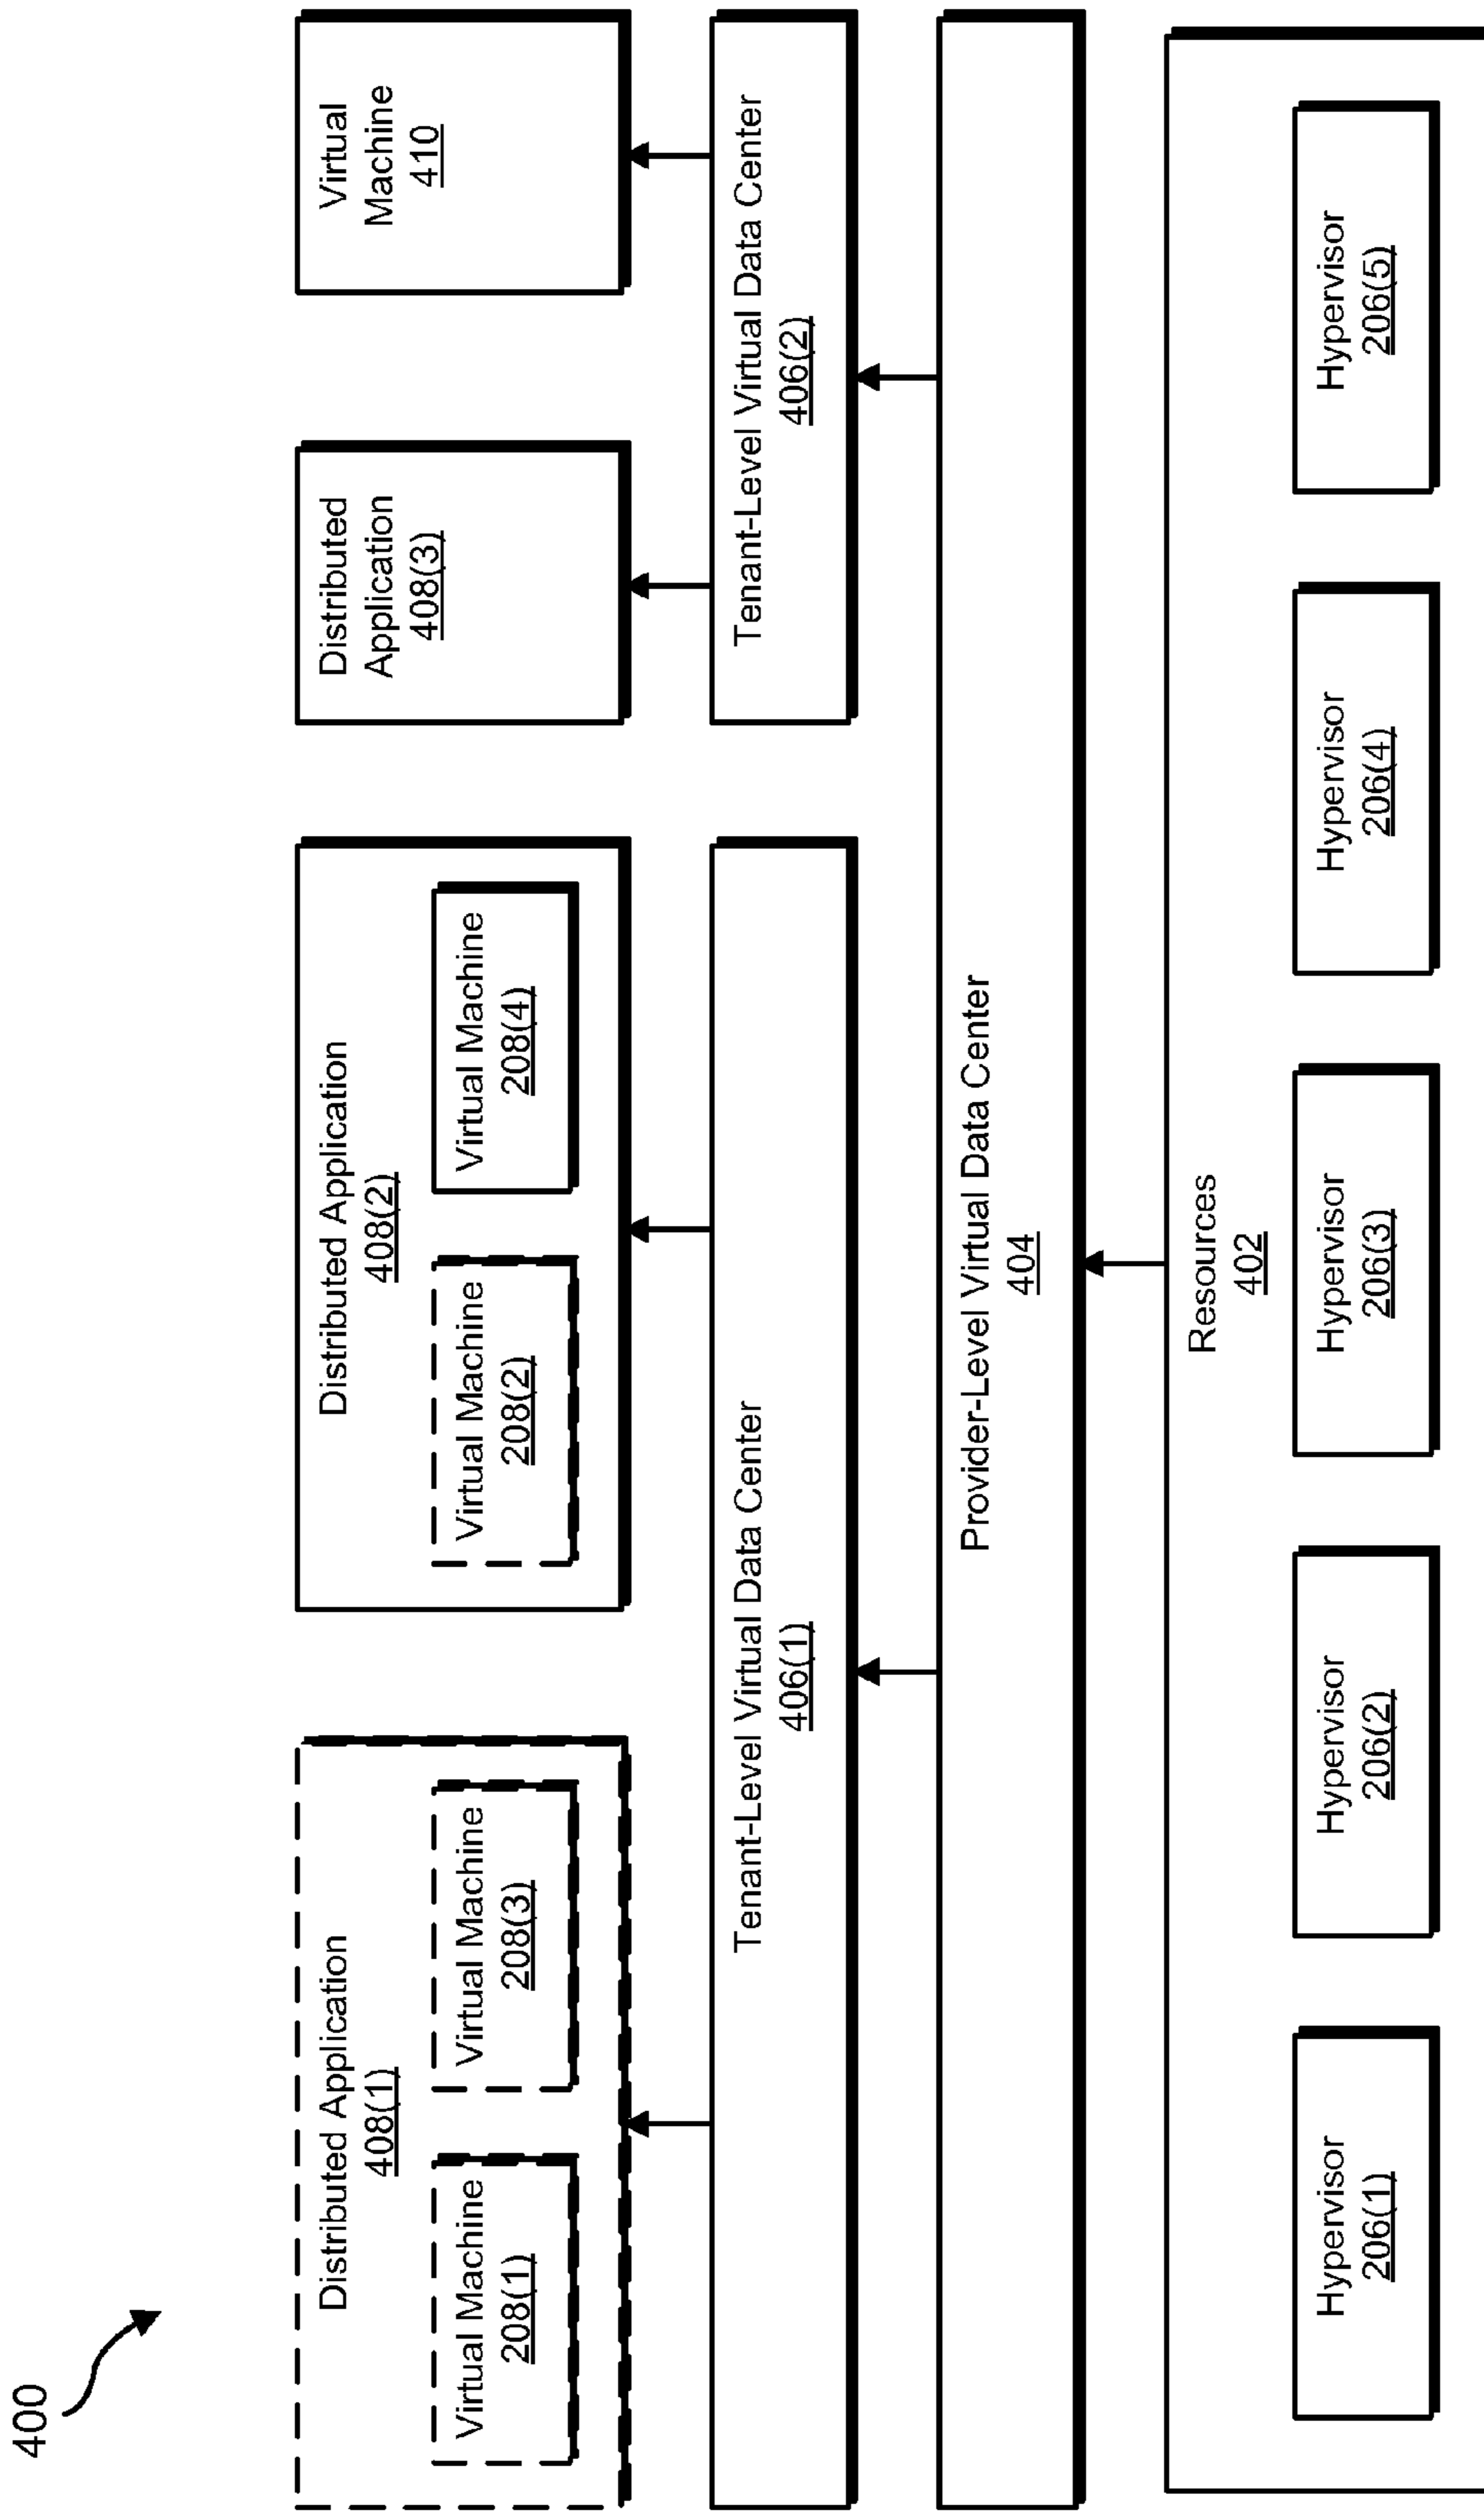 400
Distributed Application
408(1)
Virtual Machine
208(1)
Virtual Machine
208(3)
Distributed Application
408(2)
Virtual Machine
208(2)
Virtual Machine
208(4)
Distributed
Application
408(3)
Virtual
Machine
410
Tenant-Level Virtual Data Center
406(1)
Tenant-Level Virtual Data Center
406(2)
Provider-Level Virtual Data Center
404
Resources
402
Hypervisor
206(1)
Hypervisor
206(2)
Hypervisor
206(3)
Hypervisor
206(4)
Hypervisor
206(5)